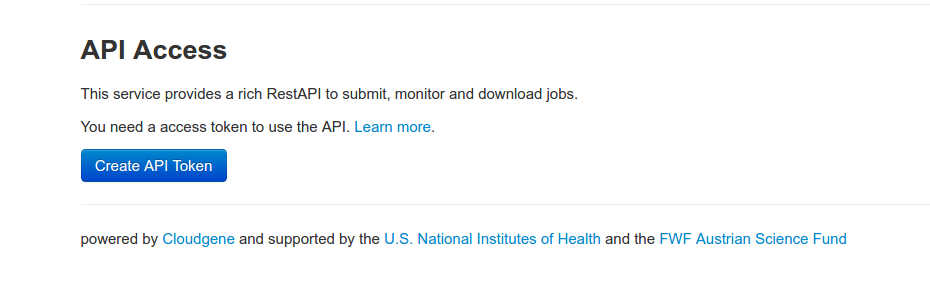 API Access
This service provides a rich RestAPI to submit, monitor and download jobs.
You need a access token to use the API. Learn more.
Create API Token
powered by Cloudgene and supported by the U.S. National Institutes of Health and the FWF Austrian Science Fund